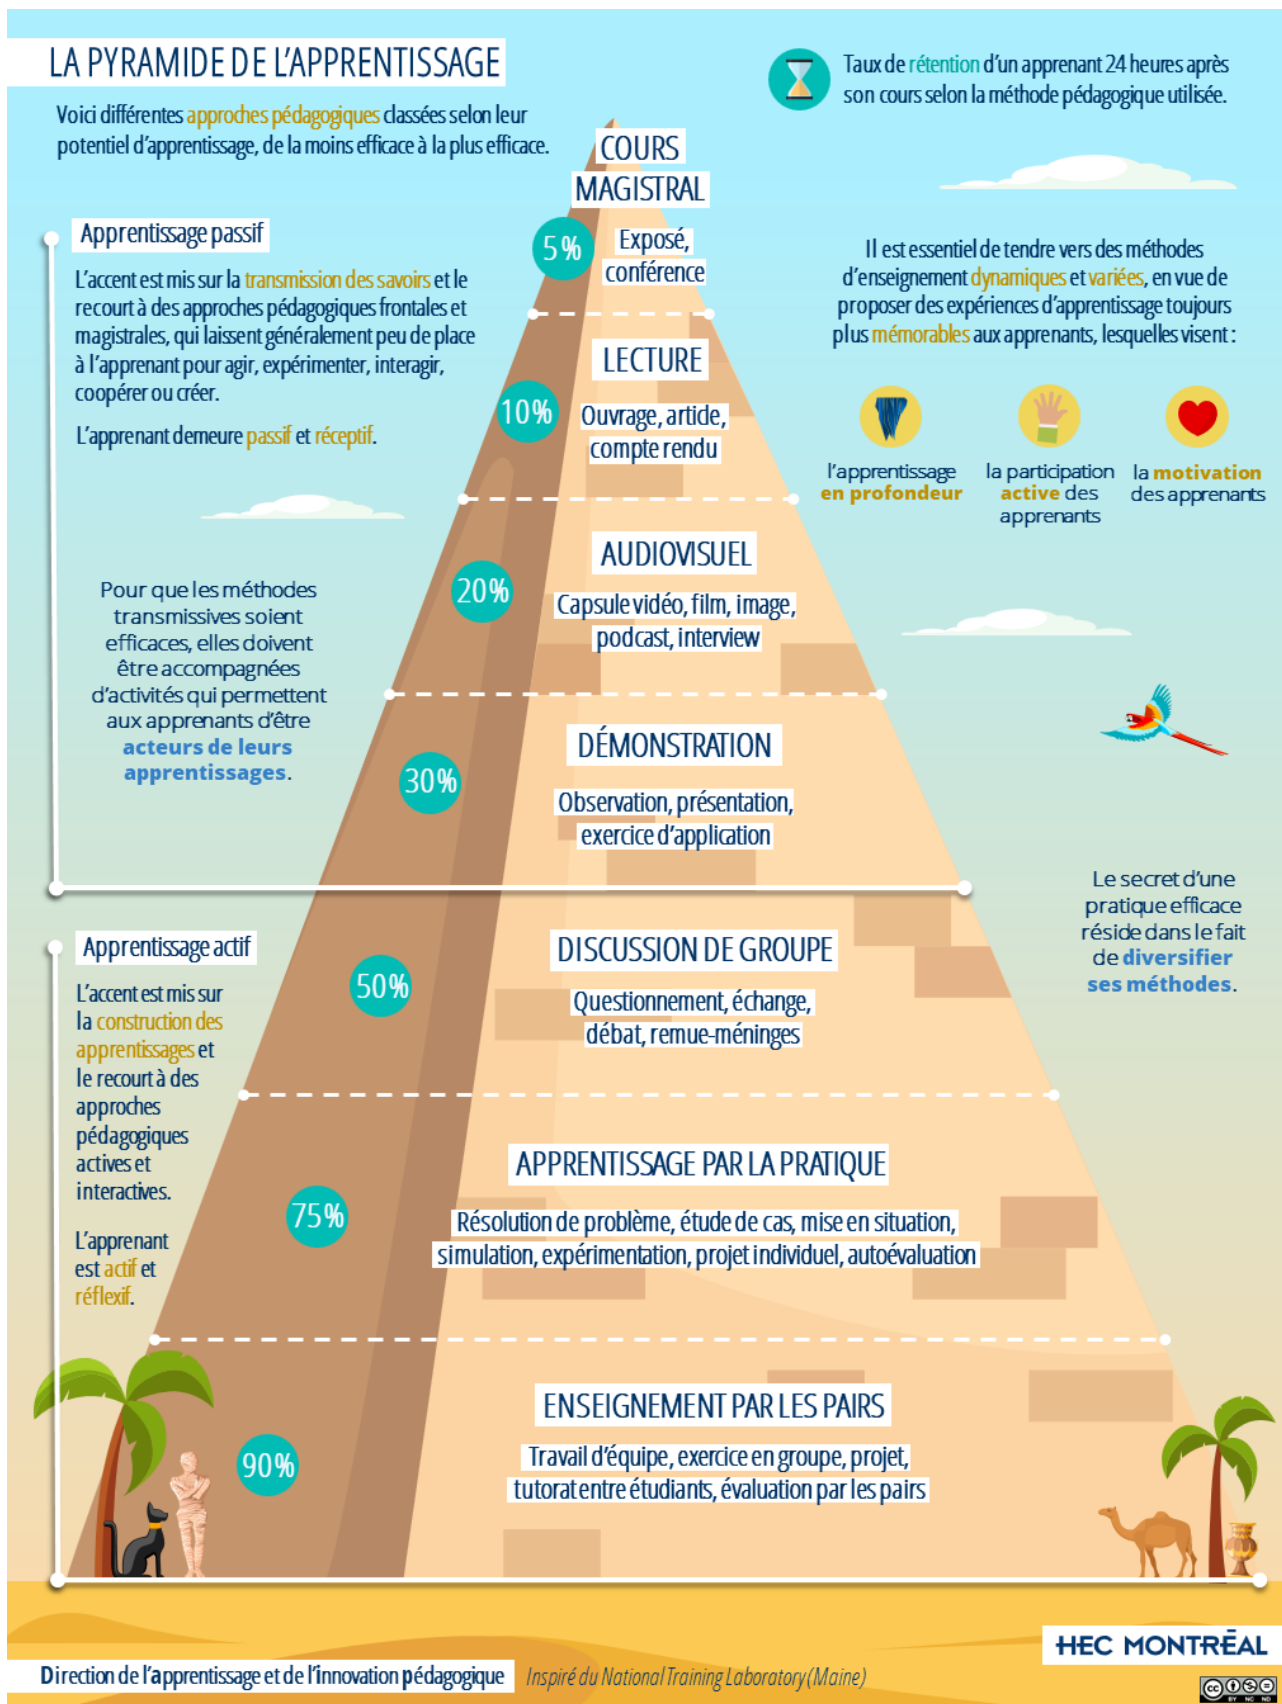 LA PYRAMIDE DE L'APPRENTISSAGE
Voici différentes approches pédagogiques classées selon leur
potentiel d'apprentissage, de la moins efficace à la plus efficace.
Taux de rétention d'un apprenant 24 heures après
son cours selon la méthode pédagogique utilisée.
COURS
MAGISTRAL
5%
Exposé,
conférence
Apprentissage passif
L'accent est mis sur la transmission des savoirs et le
recourt à des approches pédagogiques frontales et
magistrales, qui laissent généralement peu de place
à l'apprenant pour agir, expérimenter, interagir,
coopérer ou créer.
L'apprenant demeure passif et réceptif.
Il est essentiel de tendre vers des méthodes
d'enseignement dynamiques et variées, en vue de
proposer des expériences d'apprentissage toujours
plus mémorables aux apprenants, lesquelles visent :
l'apprentissage
en profondeur
la participation
active des
apprenants
la motivation
des apprenants
LECTURE
10%
Ouvrage, article,
compte rendu
AUDIOVISUEL
20%
Capsule vidéo, film, image,
podcast, interview
Pour que les méthodes
transmissives soient
efficaces, elles doivent
être accompagnées
d'activités qui permettent
aux apprenants d'être
acteurs de leurs
apprentissages.
DÉMONSTRATION
30%
Observation, présentation,
exercice d'application
Le secret d'une
pratique efficace
réside dans le fait
de diversifier
ses méthodes.
Apprentissage actif
L'accent est mis sur
la construction des
apprentissages et
le recourt à des
approches
pédagogiques
actives et
interactives.
L'apprenant
est actif et
réflexif.
DISCUSSION DE GROUPE
50%
Questionnement, échange,
débat, remue-méninges
APPRENTISSAGE PAR LA PRATIQUE
75%
Résolution de problème, étude de cas, mise en situation,
simulation, expérimentation, projet individuel, autoévaluation
ENSEIGNEMENT PAR LES PAIRS
90%
Travail d'équipe, exercice en groupe, projet,
tutorat entre étudiants, évaluation par les pairs
HEC MONTRÉAL
Direction de l'apprentissage et de l'innovation pédagogique
Inspiré du National Training Laboratory (Maine)
cc
BY NC ND